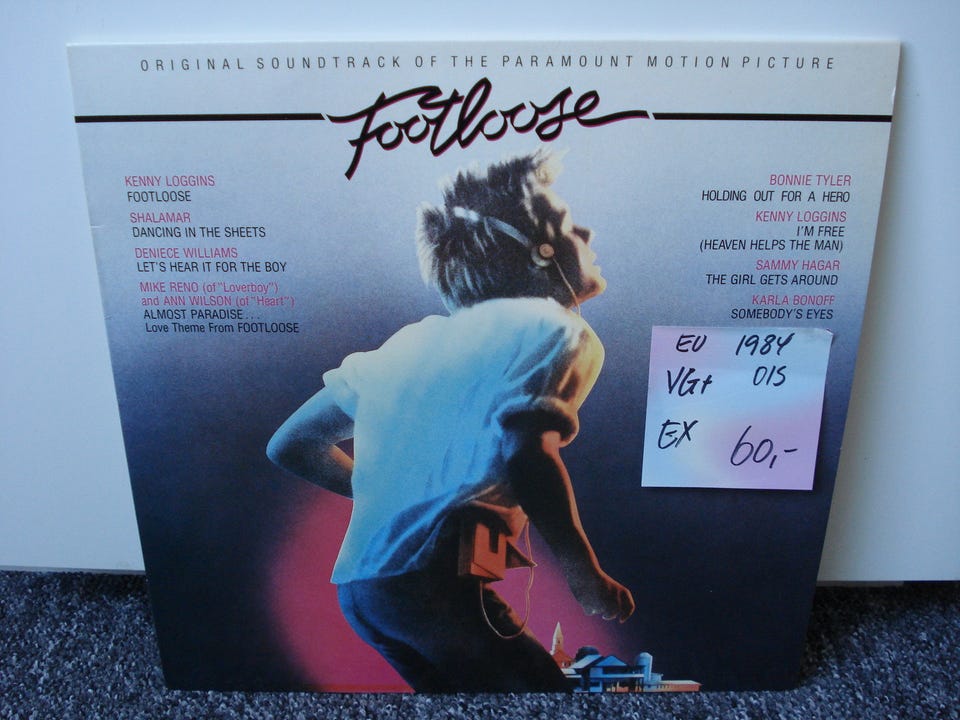 ORIGINAL SOUNDTRACK OF THE PARAMOUNT MOTION PICTURE
Footloose
KENNY LOGGINS
FOOTLOOSE
SHALAMAR
DANCING IN THE SHEETS
DENIECE WILLIAMS
LET'S HEAR IT FOR THE BOY
MIKE RENO (of "Loverboy")
and ANN WILSON (of "Heart")
ALMOST PARADISE...
Love Theme From FOOTLOOSE
BONNIE TYLER
HOLDING OUT FOR A HERO
KENNY LOGGINS
I'M FREE
(HEAVEN HELPS THE MAN)
SAMMY HAGAR
THE GIRL GETS AROUND
KARLA BONOFF
SOMEBODY'S EYES
EU 1984
VG+ OIS
EX 60,-